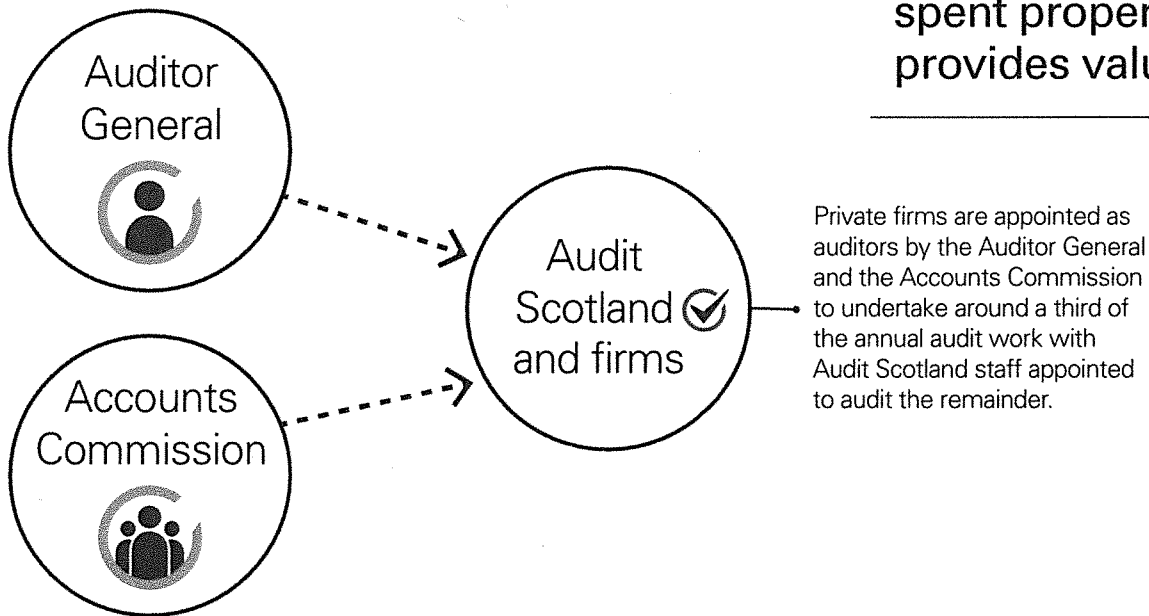 spent proper
provides valu
Auditor
General
Audit
Scotland
and firms
Private firms are appointed as
auditors by the Auditor General
and the Accounts Commission
to undertake around a third of
the annual audit work with
Audit Scotland staff appointed
to audit the remainder.
Accounts
Commission